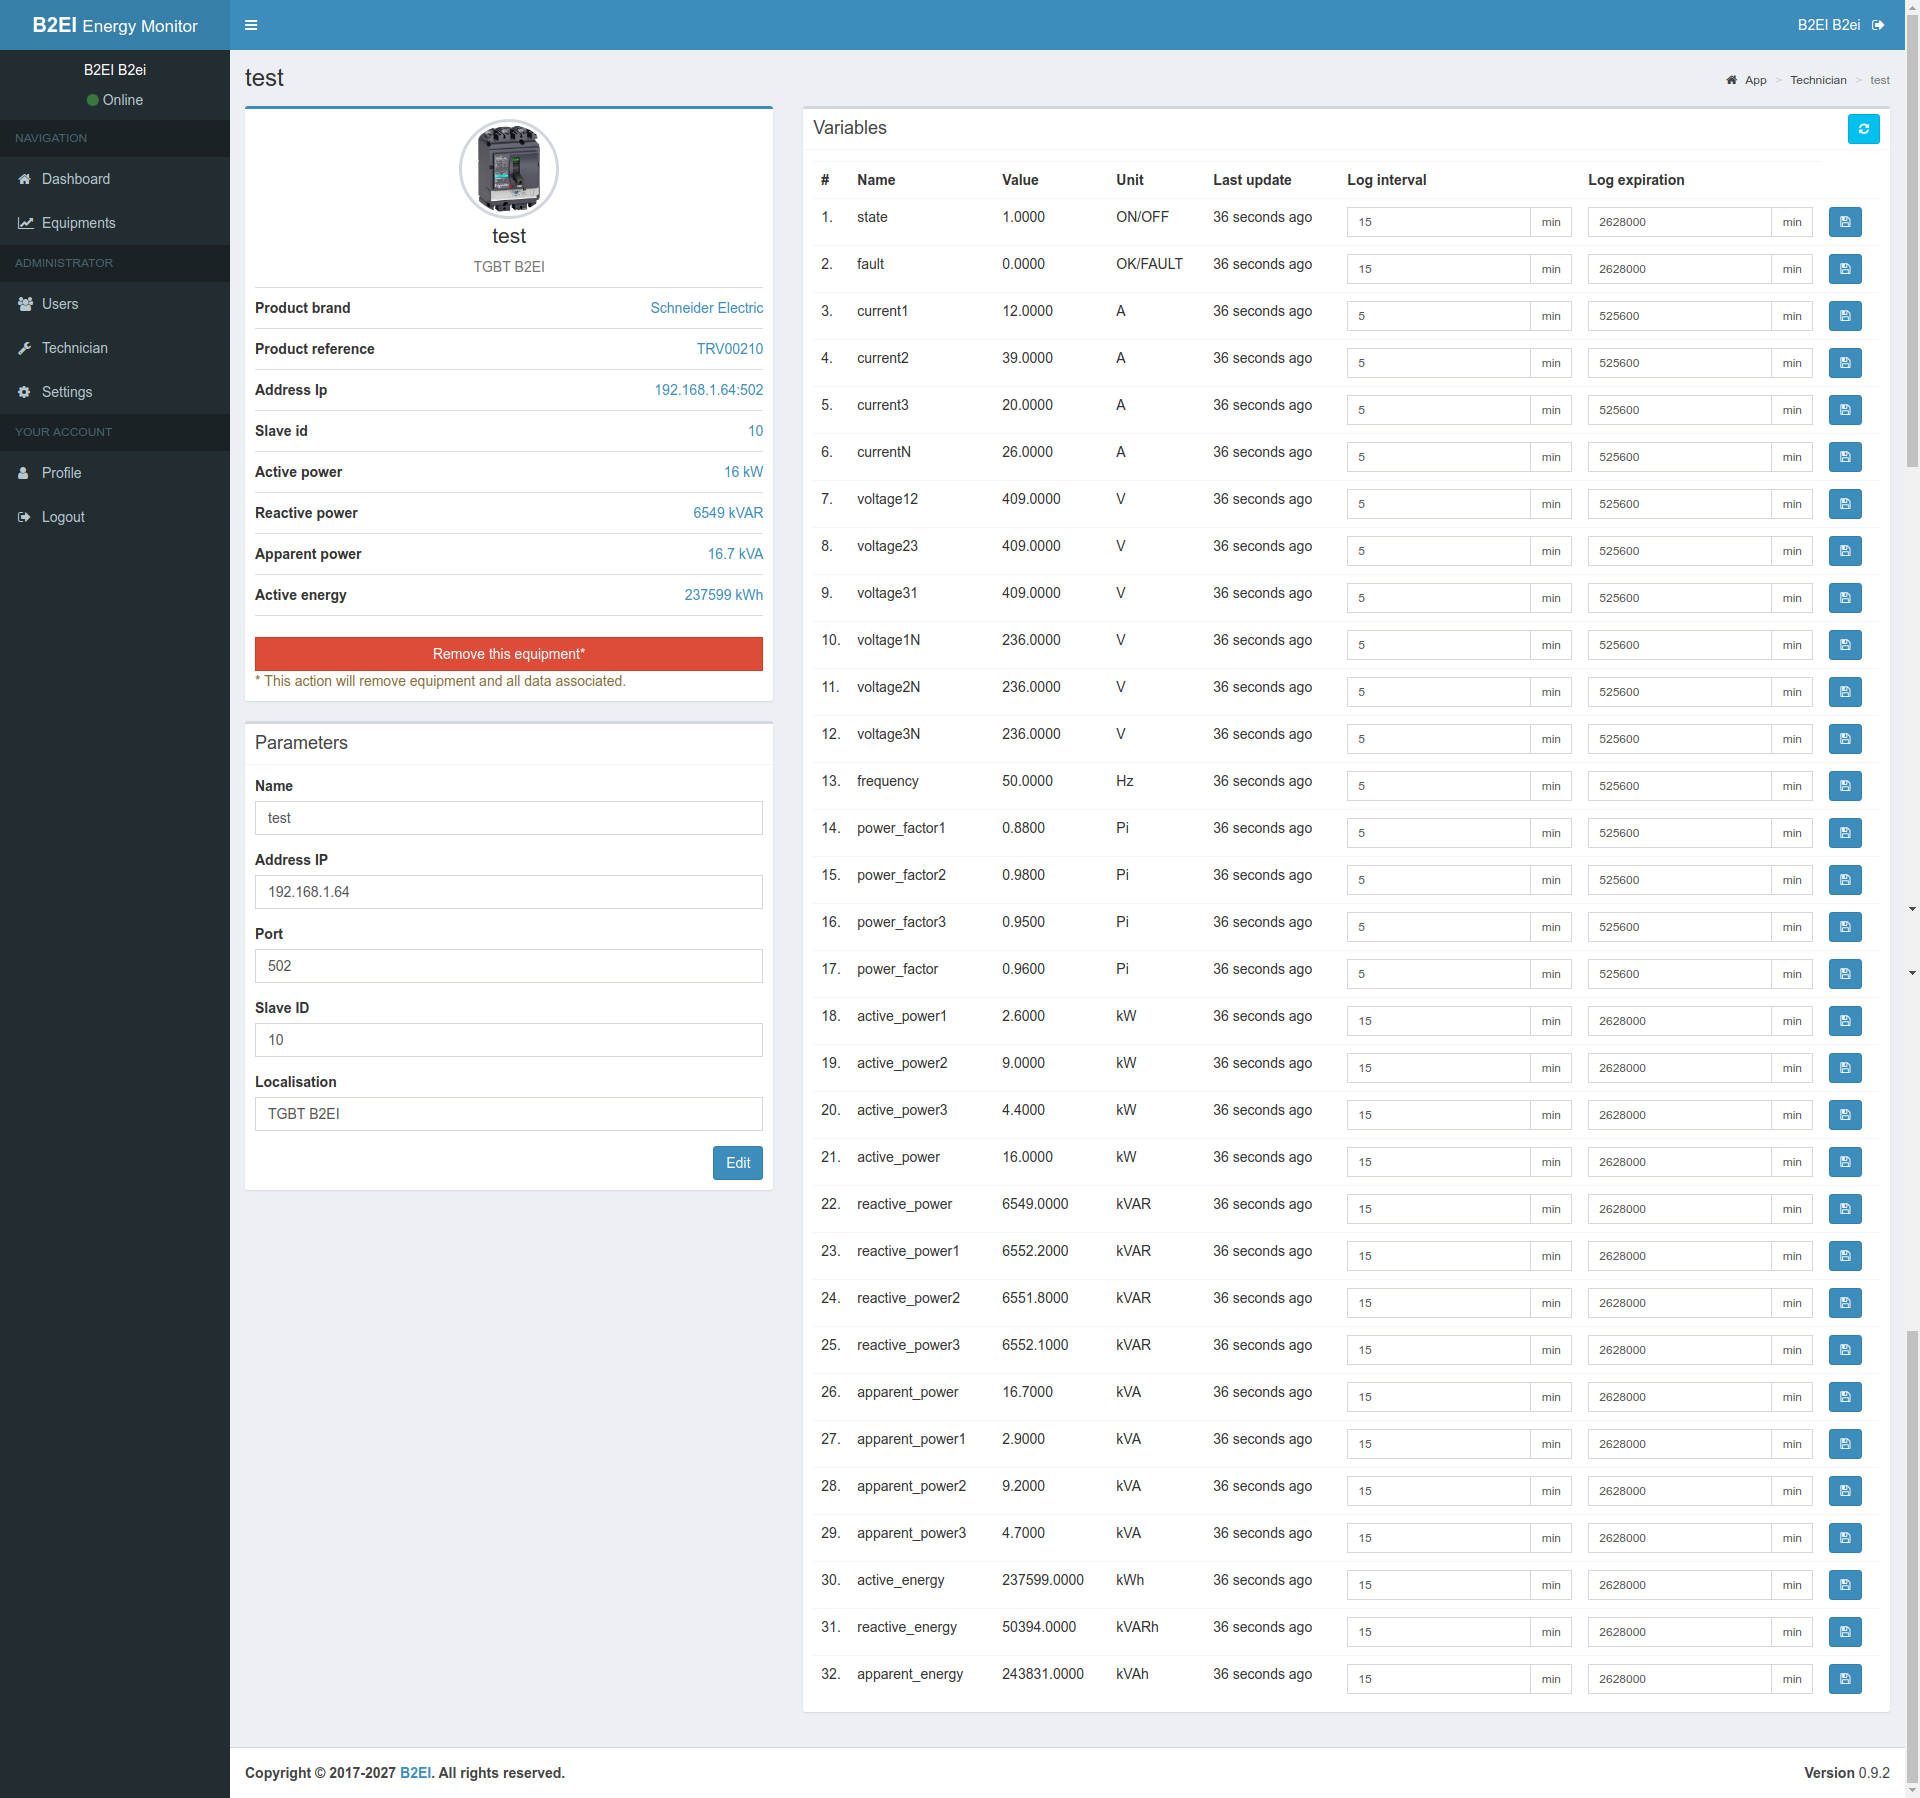 B2EI Energy Monitor
B2EI B2ei
B2EI B2ei
Online
NAVIGATION
Dashboard
Equipments
ADMINISTRATOR
Users
Technician
Settings
YOUR ACCOUNT
Profile
Logout
test
App > Technician > test
test
TGBT B2EI
Product brand Schneider Electric
Product reference TRV00210
Address Ip 192.168.1.64:502
Slave id 10
Active power 16 kW
Reactive power 6549 kVAR
Apparent power 16.7 kVA
Active energy 237599 kWh
Remove this equipment*
* This action will remove equipment and all data associated.
Parameters
Name
test
Address IP
192.168.1.64
Port
502
Slave ID
10
Localisation
TGBT B2EI
Edit
Variables
# Name Value Unit Last update Log interval Log expiration
1. state 1.0000 ON/OFF 36 seconds ago 15 min 2628000 min
2. fault 0.0000 OK/FAULT 36 seconds ago 15 min 2628000 min
3. current1 12.0000 A 36 seconds ago 5 min 525600 min
4. current2 39.0000 A 36 seconds ago 5 min 525600 min
5. current3 20.0000 A 36 seconds ago 5 min 525600 min
6. currentN 26.0000 A 36 seconds ago 5 min 525600 min
7. voltage12 409.0000 V 36 seconds ago 5 min 525600 min
8. voltage23 409.0000 V 36 seconds ago 5 min 525600 min
9. voltage31 409.0000 V 36 seconds ago 5 min 525600 min
10. voltage1N 236.0000 V 36 seconds ago 5 min 525600 min
11. voltage2N 236.0000 V 36 seconds ago 5 min 525600 min
12. voltage3N 236.0000 V 36 seconds ago 5 min 525600 min
13. frequency 50.0000 Hz 36 seconds ago 5 min 525600 min
14. power_factor1 0.8800 Pi 36 seconds ago 5 min 525600 min
15. power_factor2 0.9800 Pi 36 seconds ago 5 min 525600 min
16. power_factor3 0.9500 Pi 36 seconds ago 5 min 525600 min
17. power_factor 0.9600 Pi 36 seconds ago 5 min 525600 min
18. active_power1 2.6000 kW 36 seconds ago 15 min 2628000 min
19. active_power2 9.0000 kW 36 seconds ago 15 min 2628000 min
20. active_power3 4.4000 kW 36 seconds ago 15 min 2628000 min
21. active_power 16.0000 kW 36 seconds ago 15 min 2628000 min
22. reactive_power 6549.0000 kVAR 36 seconds ago 15 min 2628000 min
23. reactive_power1 6552.2000 kVAR 36 seconds ago 15 min 2628000 min
24. reactive_power2 6551.8000 kVAR 36 seconds ago 15 min 2628000 min
25. reactive_power3 6552.1000 kVAR 36 seconds ago 15 min 2628000 min
26. apparent_power 16.7000 kVA 36 seconds ago 15 min 2628000 min
27. apparent_power1 2.9000 kVA 36 seconds ago 15 min 2628000 min
28. apparent_power2 9.2000 kVA 36 seconds ago 15 min 2628000 min
29. apparent_power3 4.7000 kVA 36 seconds ago 15 min 2628000 min
30. active_energy 237599.0000 kWh 36 seconds ago 15 min 2628000 min
31. reactive_energy 50394.0000 kVARh 36 seconds ago 15 min 2628000 min
32. apparent_energy 243831.0000 kVAh 36 seconds ago 15 min 2628000 min
Copyright © 2017-2027 B2EI. All rights reserved.
Version 0.9.2